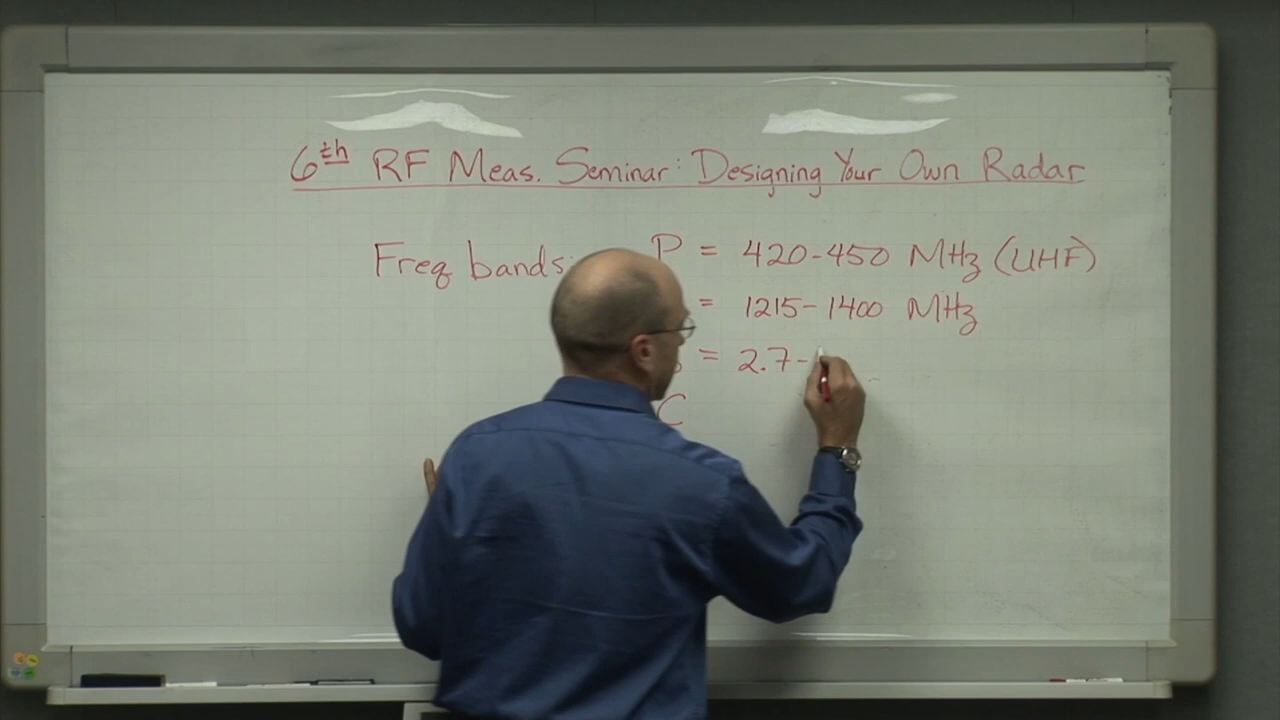 6th RF Meas. Seminar: Designing Your Own Radar
Freq bands: P = 420-450 MHz (UHF)
= 1215-1400 MHz
= 2.7-
C